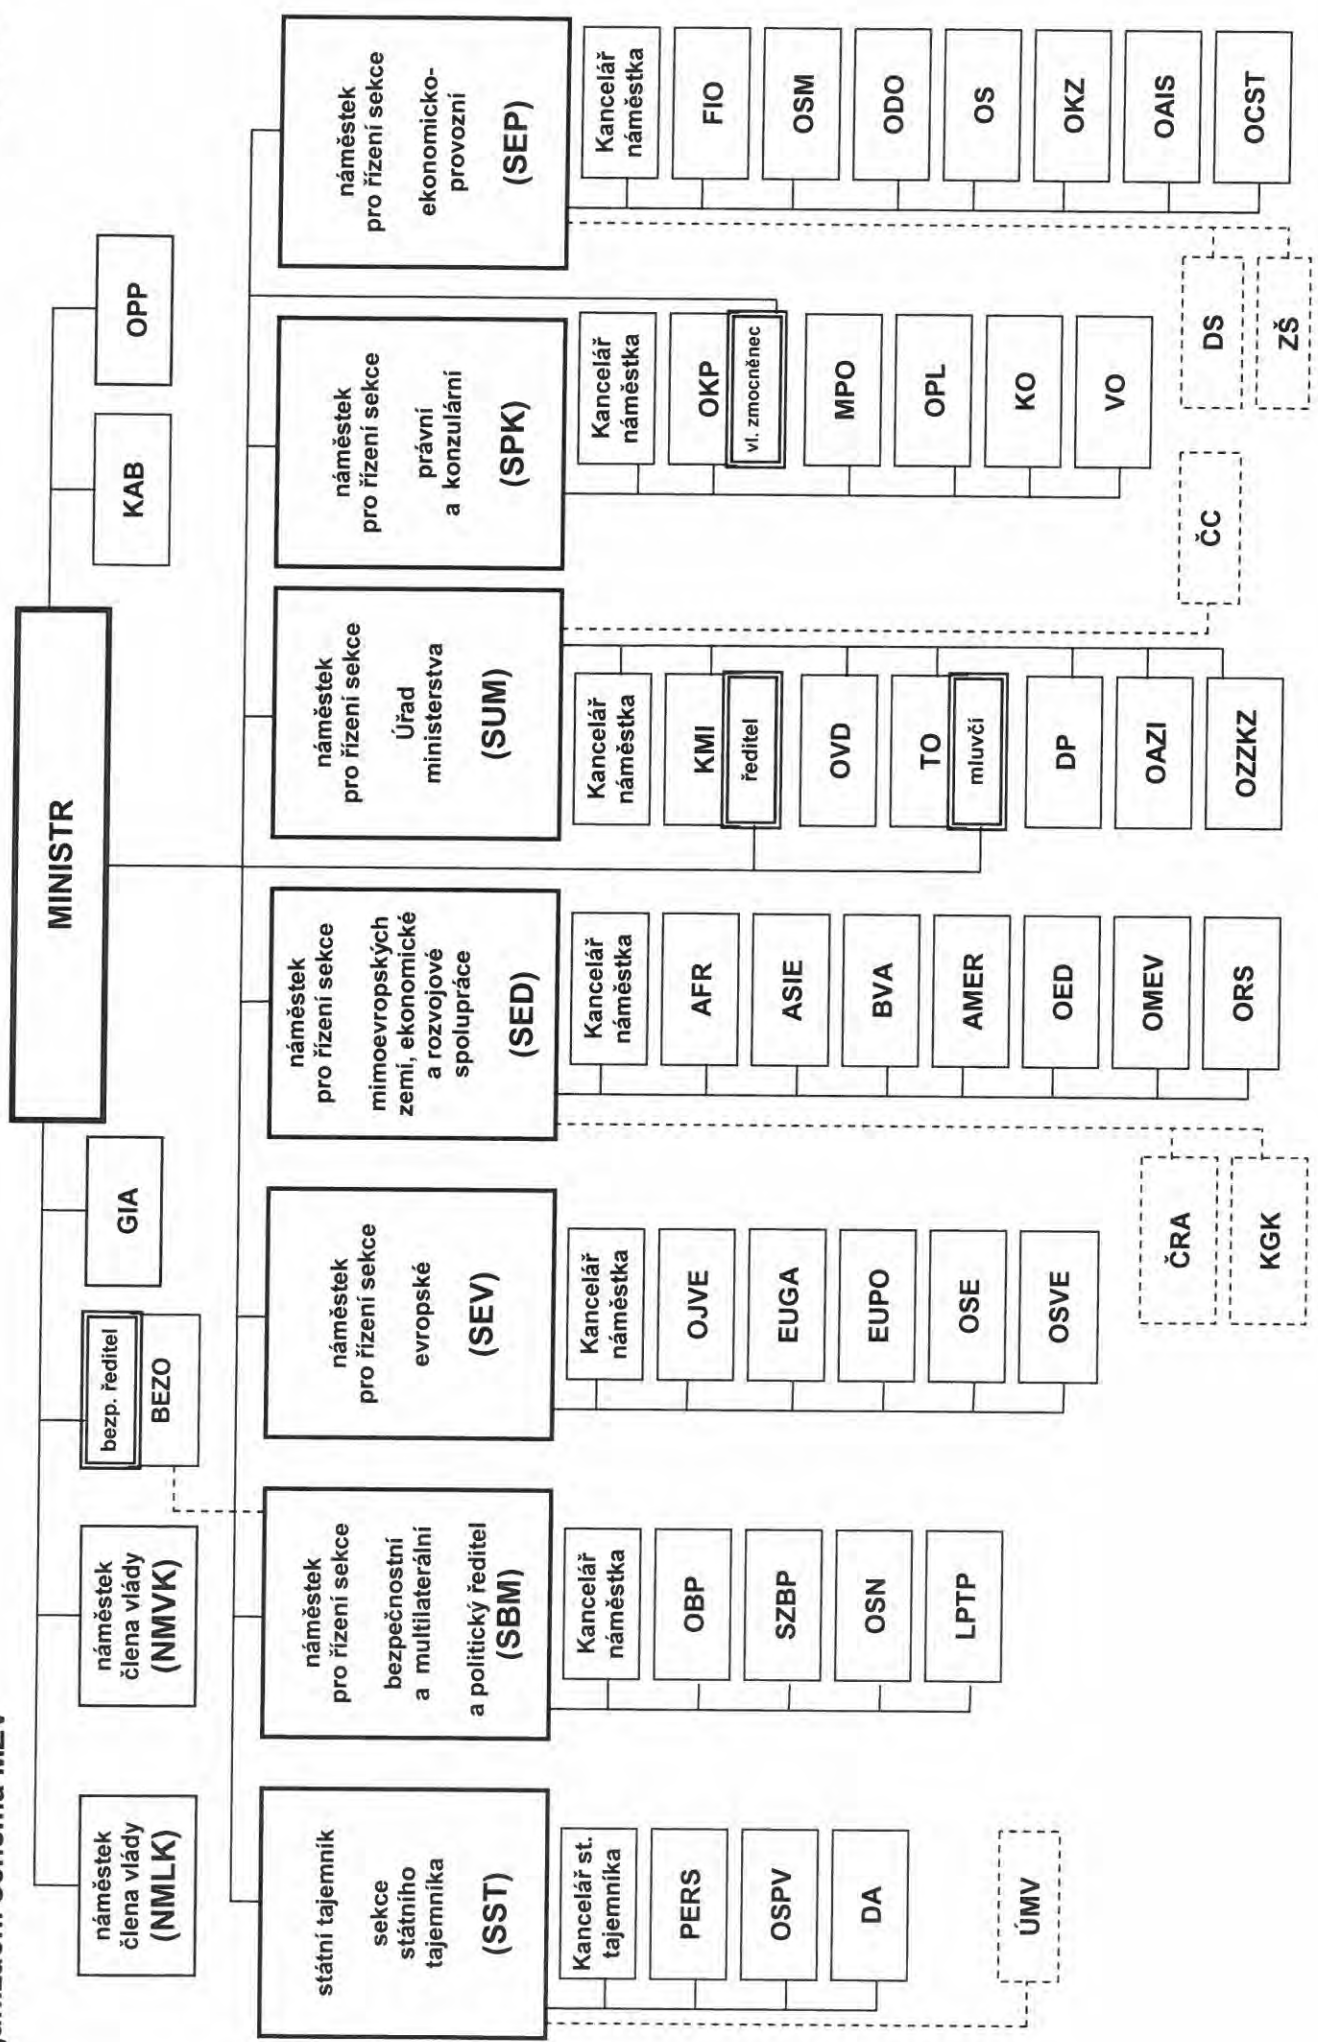 MINISTR
náměstek
člena vlády
(NMLK)
náměstek
člena vlády
(NMVK)
bezp. ředitel
BEZO
GIA
KAB
OPP
státní tajemník
sekce
státního
tajemníka
(SST)
Kancelář st.
tajemníka
PERS
OSPV
DA
ÚMV
náměstek
pro řízení sekce
bezpečnostní
a multilaterální
a politický ředitel
(SBM)
Kancelář
náměstka
OBP
SZBP
OSN
LPTP
náměstek
pro řízení sekce
evropské
(SEV)
Kancelář
náměstka
OJVE
EUGA
EUPO
OSE
OSVE
náměstek
pro řízení sekce
mimoevropských
zemí, ekonomické
a rozvojové
spolupráce
(SED)
Kancelář
náměstka
AFR
ASIE
BVA
AMER
OED
OMEV
ORS
ČRA
KGK
náměstek
pro řízení sekce
Úřad
ministerstva
(SUM)
Kancelář
náměstka
KMI
ředitel
OVD
TO
mluvčí
DP
OAZI
OZZKZ
ČC
náměstek
pro řízení sekce
právní
a konzulární
(SPK)
Kancelář
náměstka
OKP
vl. zmocněnec
MPO
OPL
KO
VO
náměstek
pro řízení sekce
ekonomicko-
provozní
(SEP)
Kancelář
náměstka
FIO
OSM
ODO
OS
OKZ
OAIS
OCST
DS
ZŠ